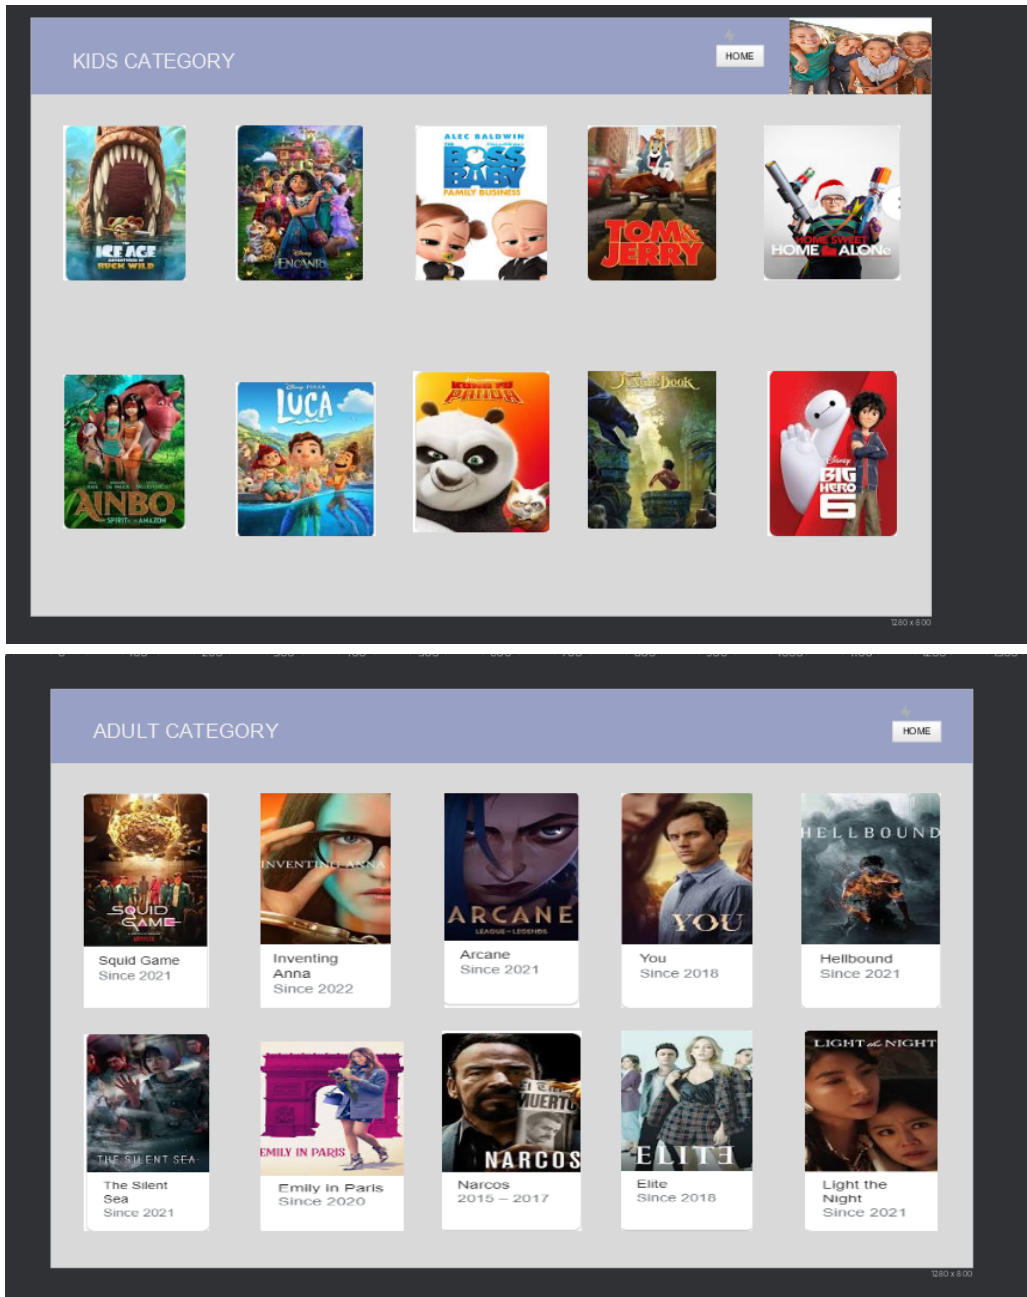 KIDS CATEGORY
HOME
THE
ICE AGE
ADVENTURES OF
BUCK WILD
Disney
ENCANTO
ALEC BALDWIN
BOSS
BABY
FAMILY BUSINESS
TOM&
JERRY
HOME SWEET
HOME ALONE
AINBO
SPIRIT OF THE AMAZON
Disney PIXAR
LUCA
KUNG FU
PANDA
JUNGLE BOOK
Disney
BIG
HERO
6
1280 x 800
ADULT CATEGORY
HOME
SQUID
GAME
NETFLIX
INVENTING ANNA
ARCANE
LEAGUE OF LEGENDS
YOU
HELLBOUND
Squid Game
Since 2021
Inventing
Anna
Since 2022
Arcane
Since 2021
You
Since 2018
Hellbound
Since 2021
THE SILENT SEA
EMILY IN PARIS
MUERTO
NARCOS
ELITE
LIGHT the NIGHT
The Silent
Sea
Since 2021
Emily in Paris
Since 2020
Narcos
2015 – 2017
Elite
Since 2018
Light the
Night
Since 2021
1280 x 800